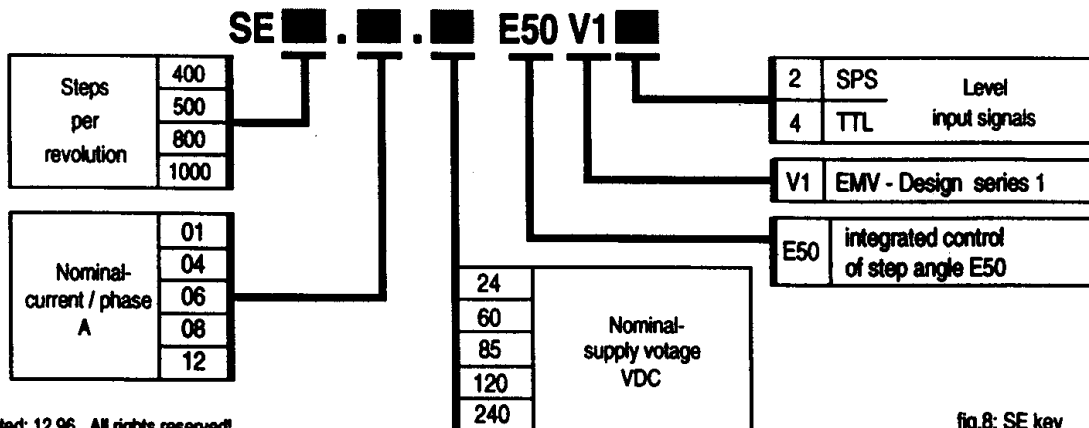 SE . . E50 V1
Steps
per
revolution
400
500
800
1000
2 SPS
4 TTL
Level
input signals
V1 EMV - Design series 1
E50 integrated control
of step angle E50
Nominal-
current / phase
A
01
04
06
08
12
24
60
85
120
240
Nominal-
supply votage
VDC
12.96 All rights reserved!
fig.8: SE key